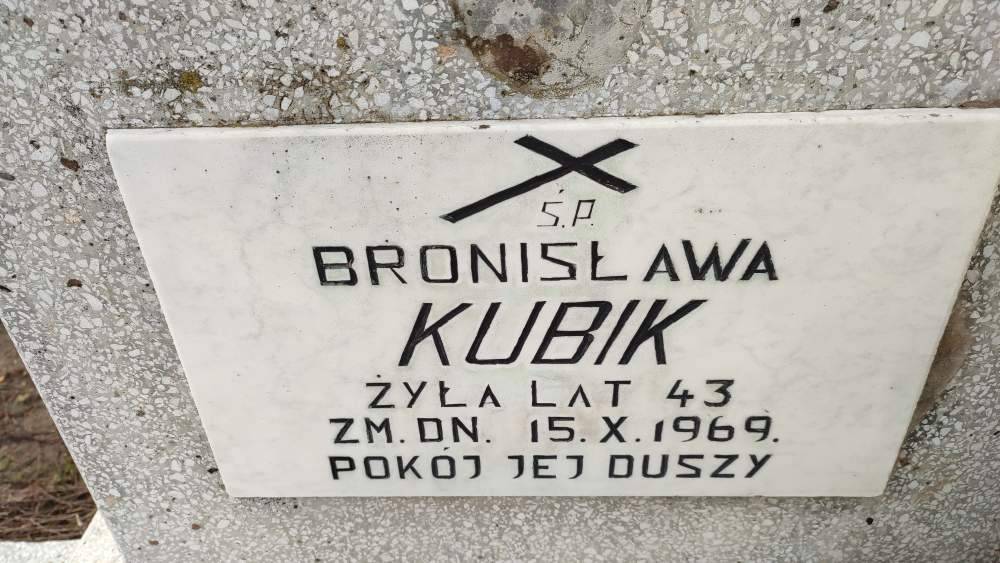 Ś.P.
BRONISŁAWA
KUBIK
ŻYŁA LAT 43
ZM. DN. 15.X.1969.
POKÓJ JEJ DUSZY